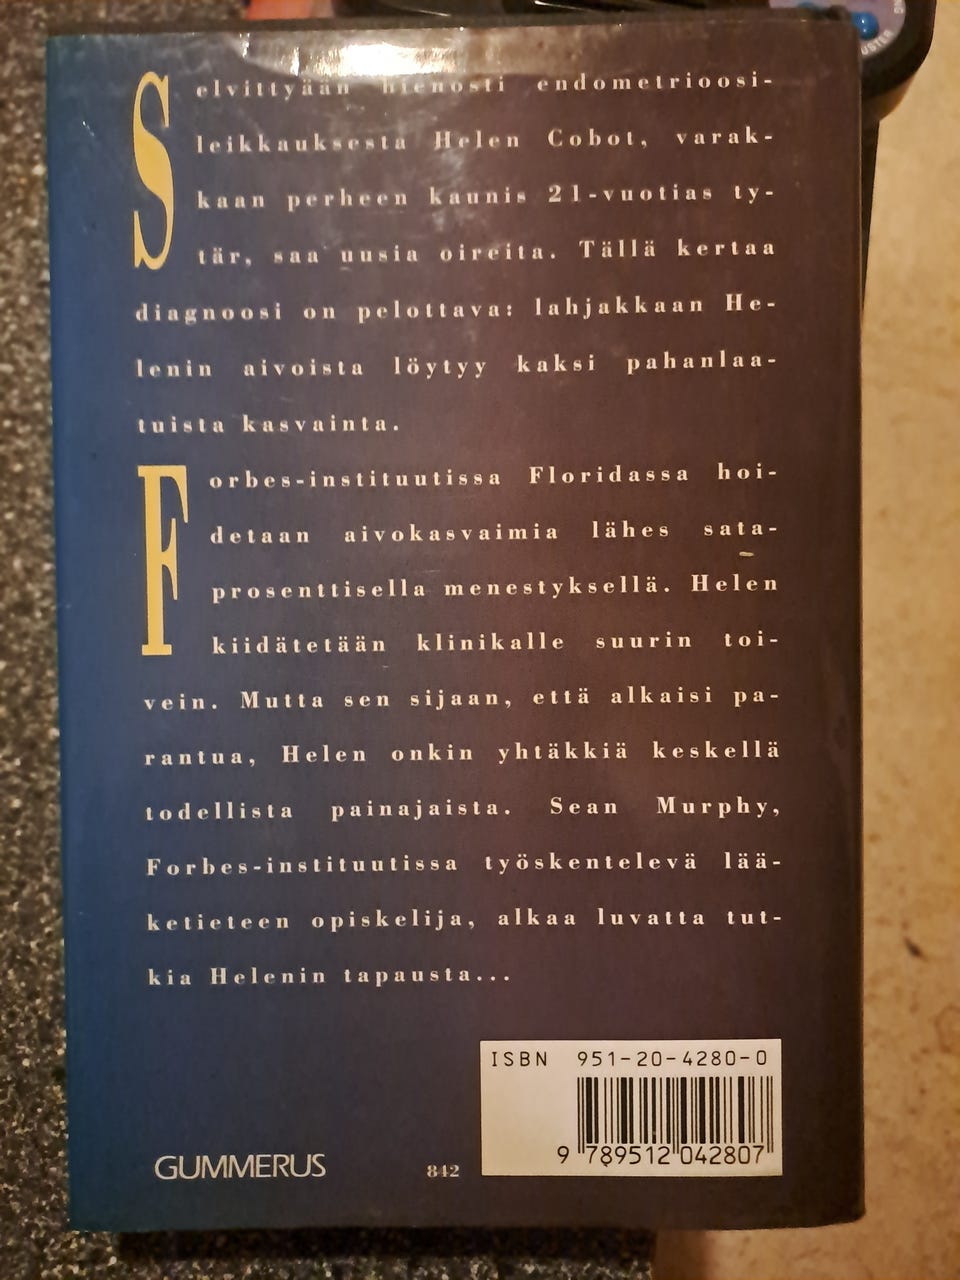 Selvittyään hienosti endometrioosi-
leikkauksesta Helen Cobot, varak-
kaan perheen kaunis 21-vuotias ty-
tär, saa uusia oireita. Tällä kertaa
diagnoosi on pelottava: lahjakkaan He-
lenin aivoista löytyy kaksi pahanlaa-
tuista kasvainta.
Forbes-instituutissa Floridassa hoi-
detaan aivokasvaimia lähes sata-
prosenttisella menestyksellä. Helen
kiidätetään klinikalle suurin toi-
vein. Mutta sen sijaan, että alkaisi pa-
rantua, Helen onkin yhtäkkiä keskellä
todellista painajaista. Sean Murphy,
Forbes-instituutissa työskentelevä lää-
ketieteen opiskelija, alkaa luvatta tut-
kia Helenin tapausta...
ISBN 951-20-4280-0
9 789512 042807
GUMMERUS
842